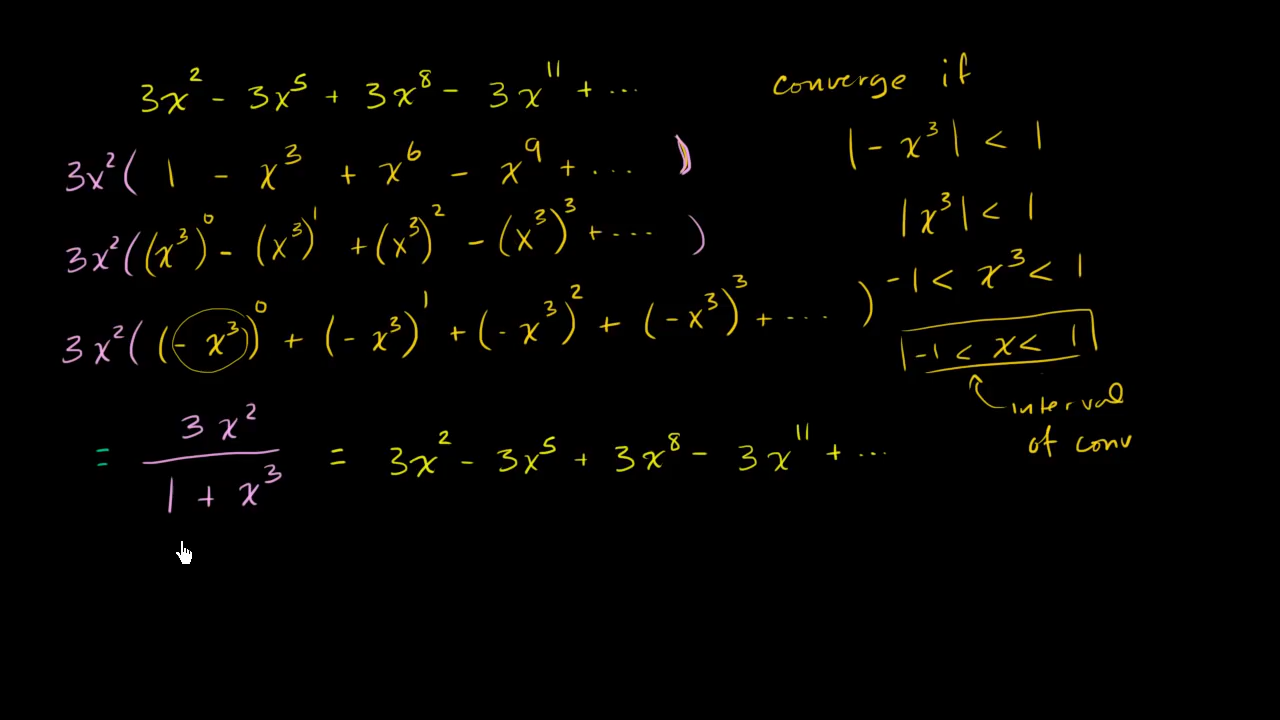 3x² - 3x⁵ + 3x⁸ - 3x¹¹ + ...
3x²( 1 - x³ + x⁶ - x⁹ + ... )
3x²( (x³)⁰ - (x³)¹ + (x³)² - (x³)³ + .... )
3x²( (-x³)⁰ + (-x³)¹ + (-x³)² + (-x³)³ + .... )
= 3x² / (1 + x³) = 3x² - 3x⁵ + 3x⁸ - 3x¹¹ + ...
converge if
|-x³| < 1
|x³| < 1
-1 < x³ < 1
-1 < x < 1
interval
of conv